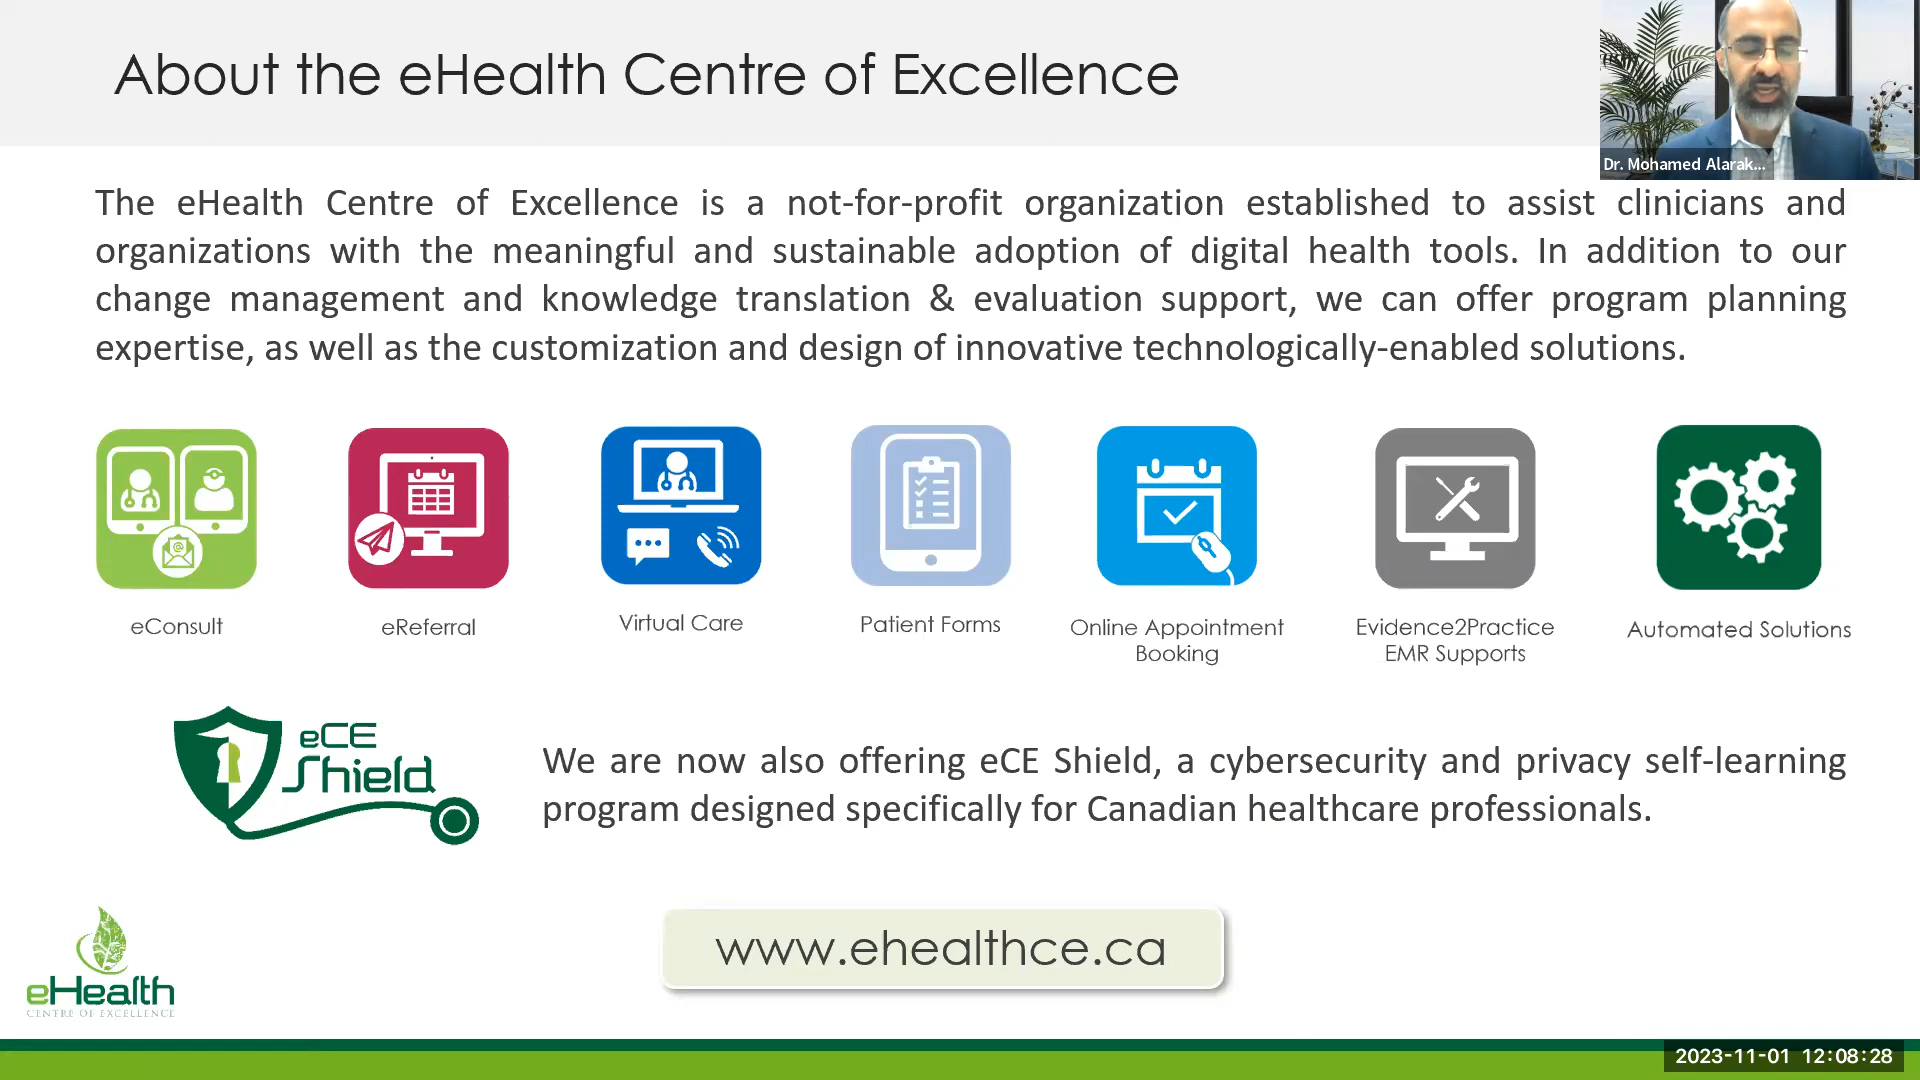 About the eHealth Centre of Excellence
Dr. Mohamed Alarak...
The eHealth Centre of Excellence is a not-for-profit organization established to assist clinicians and
organizations with the meaningful and sustainable adoption of digital health tools. In addition to our
change management and knowledge translation & evaluation support, we can offer program planning
expertise, as well as the customization and design of innovative technologically-enabled solutions.
eConsult
eReferral
Virtual Care
Patient Forms
Online Appointment
Booking
Evidence2Practice
EMR Supports
Automated Solutions
eCE
Shield
We are now also offering eCE Shield, a cybersecurity and privacy self-learning
program designed specifically for Canadian healthcare professionals.
www.ehealthce.ca
eHealth
CENTRE OF EXCELLENCE
2023-11-01 12:08:28